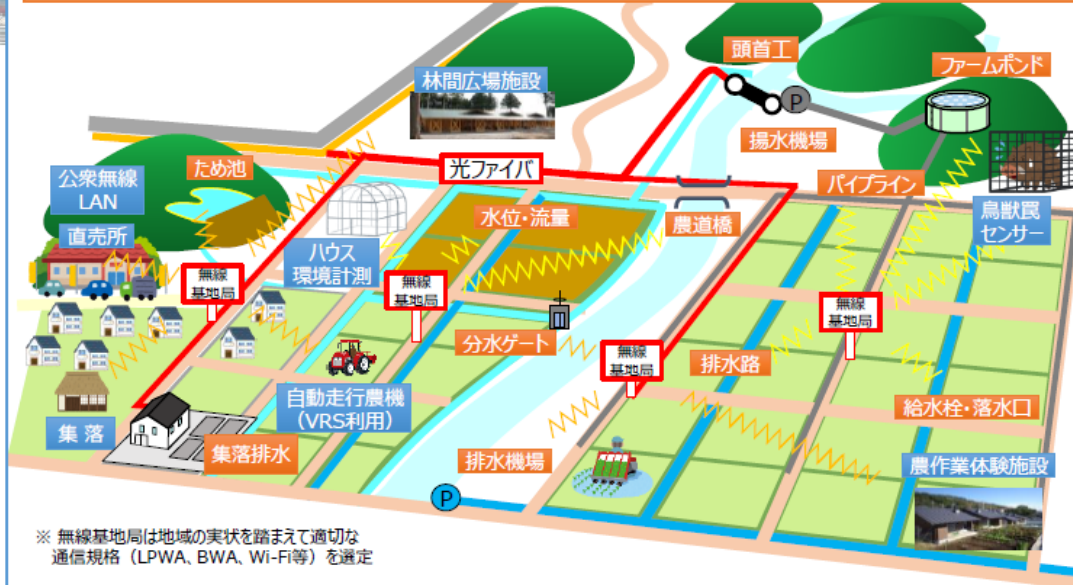 頭首工
林間広場施設
ファームポンド
P
揚水機場
ため池
公衆無線
LAN
光ファイバ
パイプライン
直売所
水位・流量
農道橋
鳥獣罠
センサー
ハウス
環境計測
無線
基地局
無線
基地局
無線
基地局
分水ゲート
無線
基地局
排水路
自動走行農機
(VRS利用)
給水栓・落水口
集 落
集落排水
排水機場
農作業体験施設
P
※ 無線基地局は地域の実状を踏まえて適切な
通信規格(LPWA、BWA、Wi-Fi等)を選定